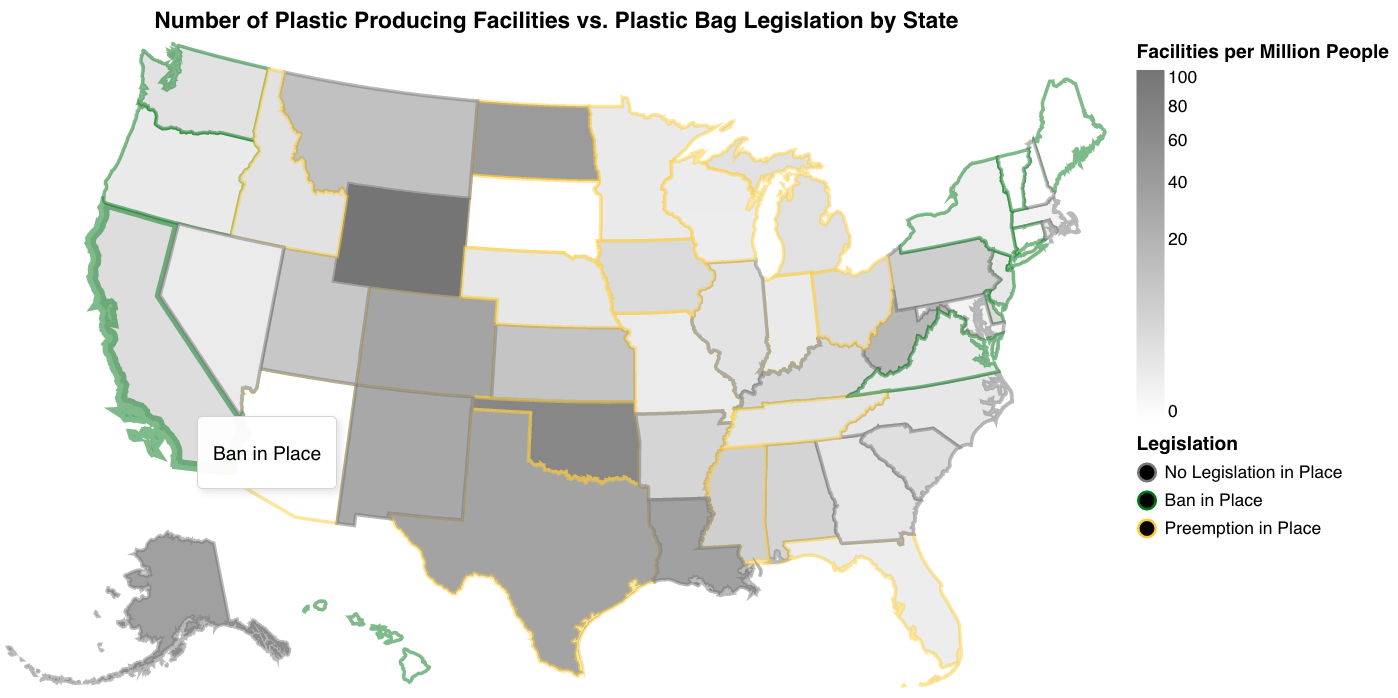 Number of Plastic Producing Facilities vs. Plastic Bag Legislation by State
Facilities per Million People
100
80
60
40
20
0
Legislation
No Legislation in Place
Ban in Place
Preemption in Place
Ban in Place